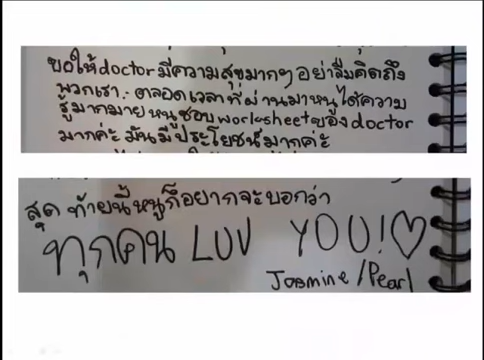 ขอให้doctorมีความสุขมากๆ อย่าลืมคิดถึง
พวกเรา. ตลอดเวลาที่ผ่านมาหนูได้ความ
รู้มากมาย หนูชอบworksheetของdoctor
มากค่ะ มันมีประโยชน์มากค่ะ
สุดท้ายนี้หนูก็อยากจะบอกว่า
ทุกคน LUV YOU!♡
Jasmine/Pearl